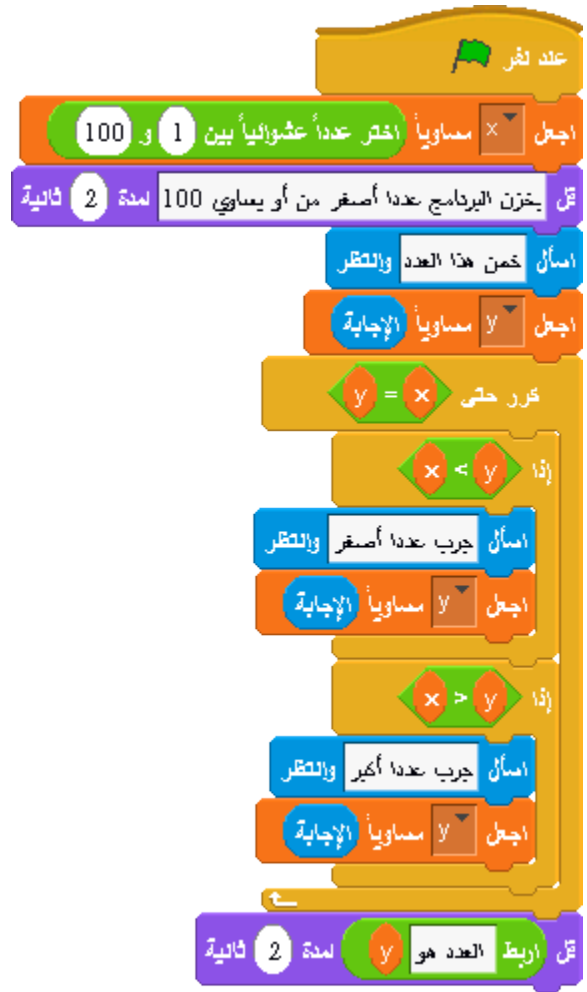 عند نقر
اجعل x مساوياً اختر عدداً عشوائياً بين 1 و 100
قل يخزن البرنامج عددا أصغر من أو يساوي 100 لمدة 2 ثانية
اسأل خمن هذا العدد وانتظر
اجعل y مساوياً الإجابة
كرر حتى y = x
إذا x < y
اسأل جرب عددا أصغر وانتظر
اجعل y مساوياً الإجابة
إذا x > y
اسأل جرب عددا أكبر وانتظر
اجعل y مساوياً الإجابة
قل اربط العدد هو y لمدة 2 ثانية